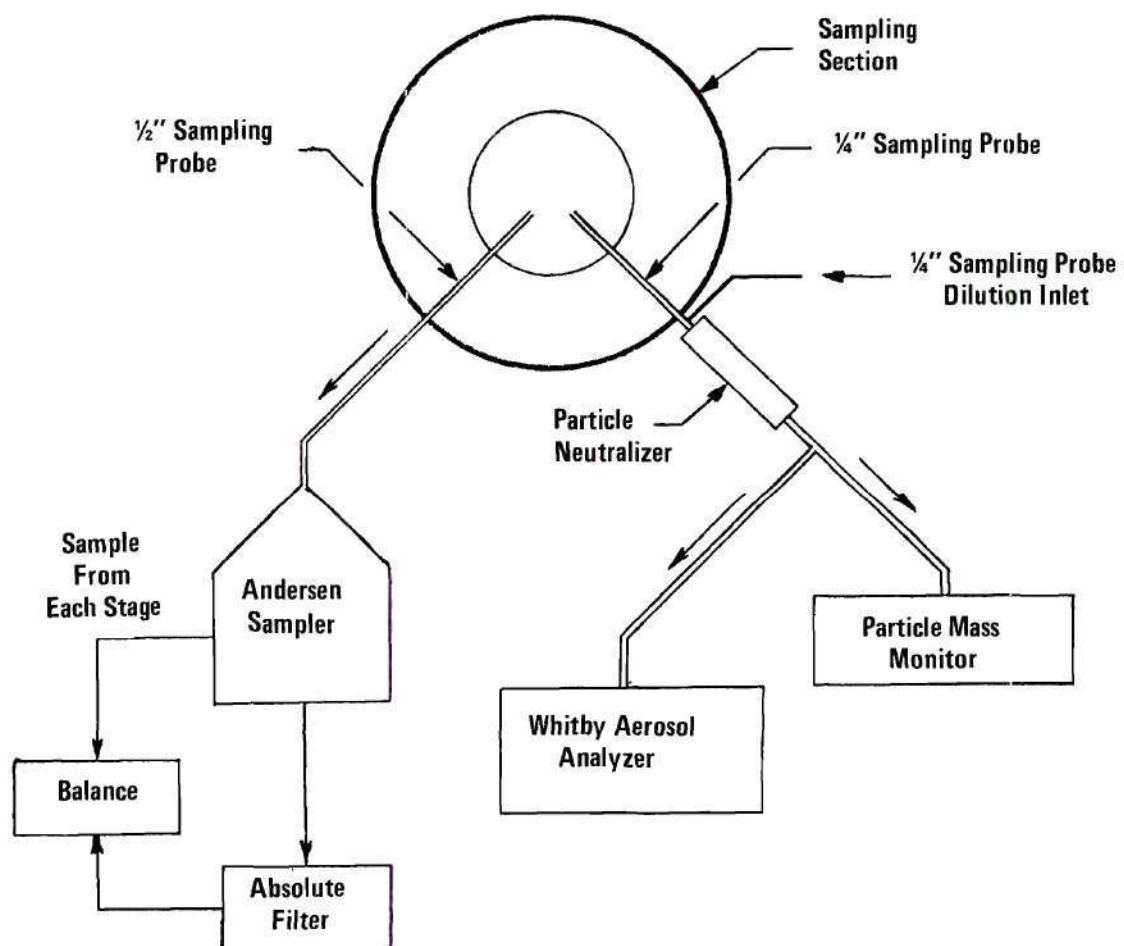 Sampling
Section
½" Sampling
Probe
¼" Sampling Probe
¼" Sampling Probe
Dilution Inlet
Particle
Neutralizer
Sample
From
Each Stage
Andersen
Sampler
Particle Mass
Monitor
Whitby Aerosol
Analyzer
Balance
Absolute
Filter